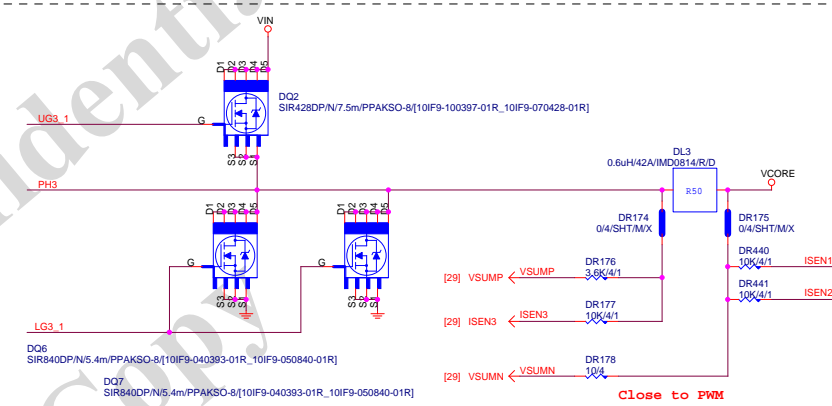 VIN
D1 D2 D3 D4 D5
DQ2
SIR428DP/N/7.5m/PPAKSO-8/[10IF9-100397-01R_10IF9-070428-01R]
UG3_1
G
S3 S2 S1
DL3
0.6uH/42A/IMD0814/R/D
PH3
R50
VCORE
D1 D2 D3 D4 D5
D1 D2 D3 D4 D5
DR174
0/4/SHT/M/X
DR175
0/4/SHT/M/X
G
G
DR176
3.6K/4/1
[29] VSUMP
VSUMP
DR440
10K/4/1
ISEN1
DR441
10K/4/1
ISEN2
S3 S2 S1
S3 S2 S1
DR177
10K/4/1
[29] ISEN3
ISEN3
LG3_1
DQ6
SIR840DP/N/5.4m/PPAKSO-8/[10IF9-040393-01R_10IF9-050840-01R]
DR178
10/4
[29] VSUMN
VSUMN
DQ7
SIR840DP/N/5.4m/PPAKSO-8/[10IF9-040393-01R_10IF9-050840-01R]
Close to PWM
Copy